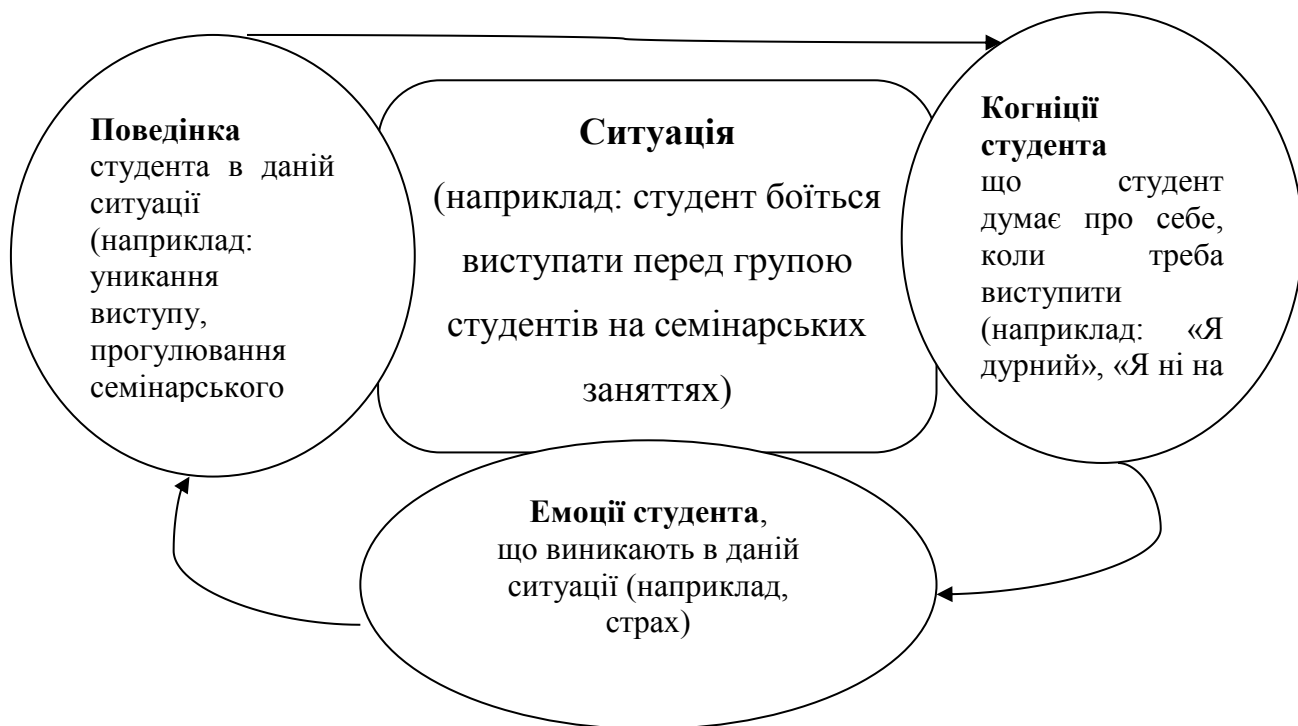 Поведінка
студента в даній
ситуації
(наприклад:
уникання
виступу,
прогулювання
семінарського
Ситуація
(наприклад: студент боїться
виступати перед групою
студентів на семінарських
заняттях)
Когніції
студента
що студент
думає про себе,
коли треба
виступити
(наприклад: «Я
дурний», «Я ні на
Емоції студента,
що виникають в даній
ситуації (наприклад,
страх)